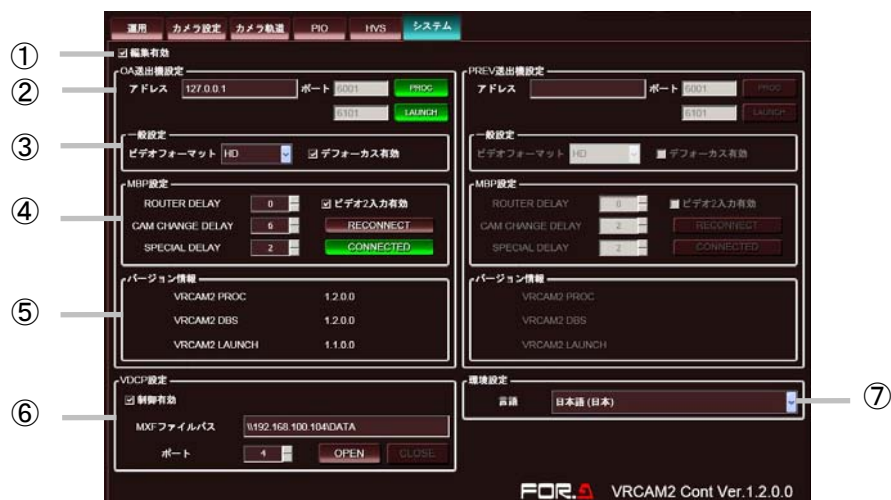 運用 カメラ設定 カメラ軌道 PIO HVS システム
① 編集有効
OA送出機設定
② アドレス 127.0.0.1 ポート 6001 PROC
6101 LAUNCH
③ 一般設定
ビデオフォーマット HD デフォーカス有効
MBP設定
④ ROUTER DELAY 0 ビデオ2入力有効
CAM CHANGE DELAY 6 RECONNECT
SPECIAL DELAY 2 CONNECTED
バージョン情報
⑤ VRCAM2 PROC 1.2.0.0
VRCAM2 DBS 1.2.0.0
VRCAM2 LAUNCH 1.1.0.0
VDCP設定
⑥ 制御有効
MXFファイルパス \\192.168.100.104\DATA
ポート 4 OPEN CLOSE
PREV送出機設定
アドレス ポート 6001 PROC
6101 LAUNCH
一般設定
ビデオフォーマット HD デフォーカス有効
MBP設定
ROUTER DELAY 0 ビデオ2入力有効
CAM CHANGE DELAY 2 RECONNECT
SPECIAL DELAY 2 CONNECTED
バージョン情報
VRCAM2 PROC
VRCAM2 DBS
VRCAM2 LAUNCH
環境設定
言語 日本語 (日本) ⑦
FOR.A VRCAM2 Cont Ver.1.2.0.0